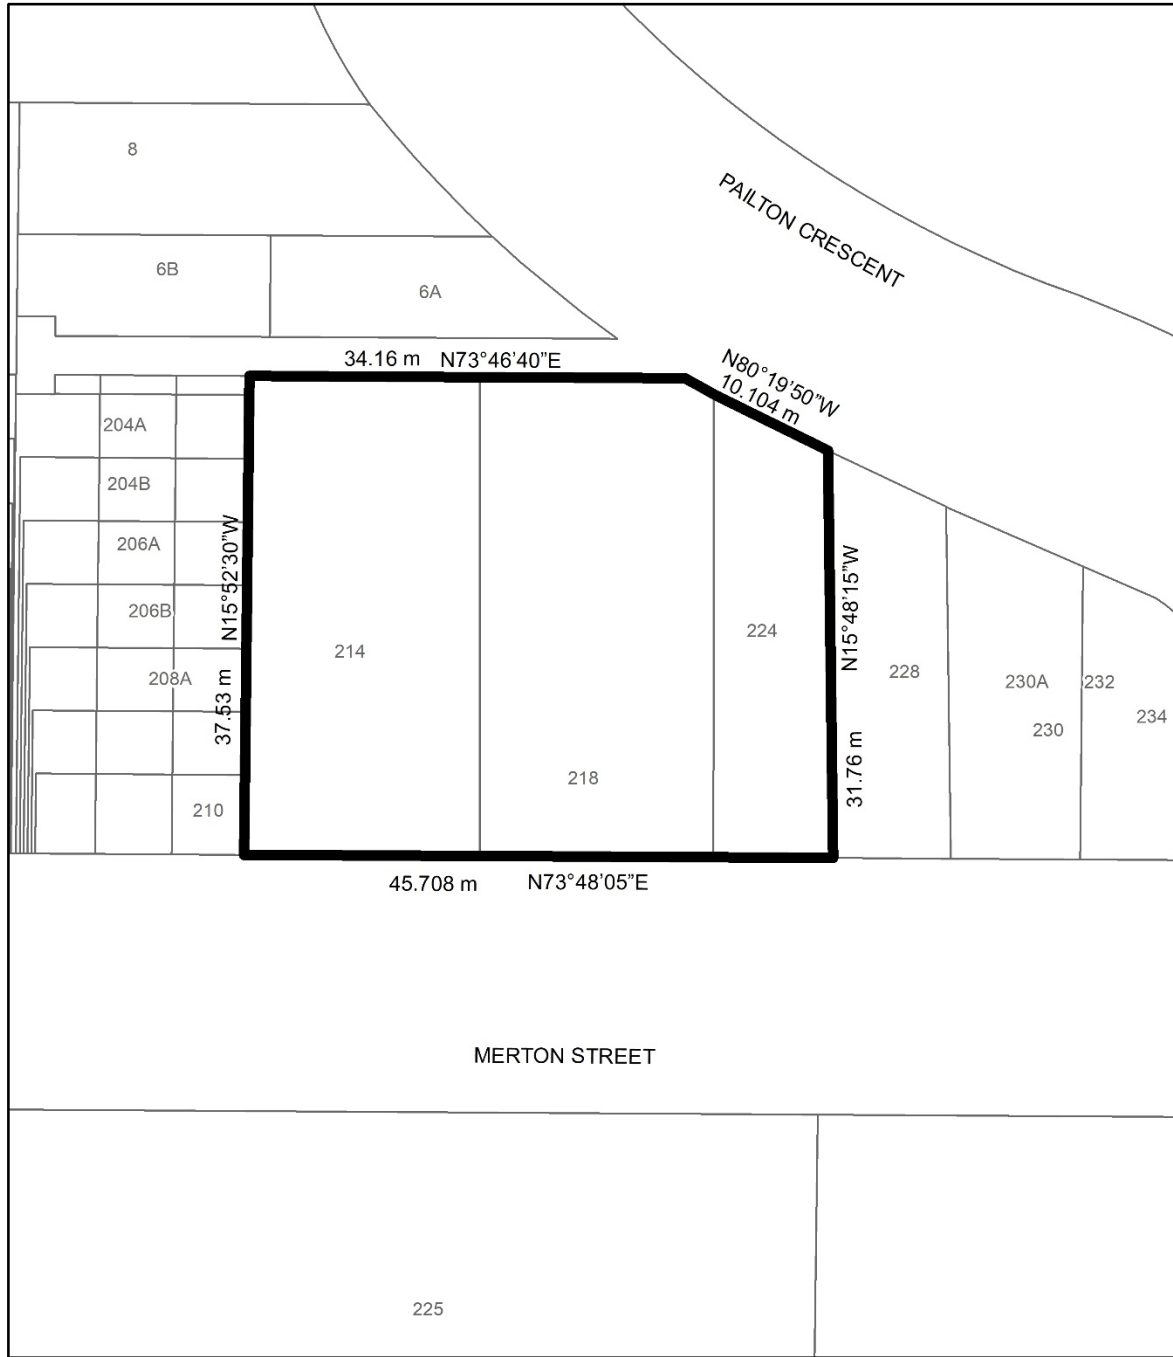 8
PAILTON CRESCENT
6B
6A
34.16 m N73°46'40"E
N80°19'50"W
10.104 m
204A
204B
206A
206B
208A
210
N15°52'30"W
37.53 m
214
218
224
N15°48'15"W
31.76 m
228
230A
230
232
234
45.708 m N73°48'05"E
MERTON STREET
225